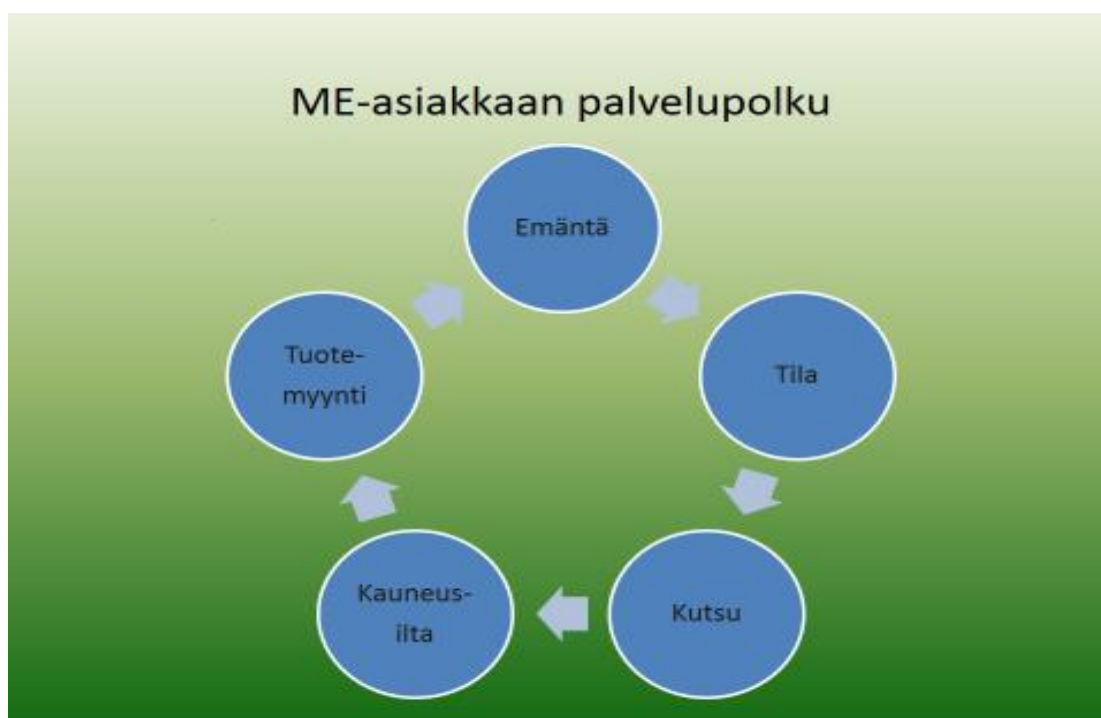 ME-asiakkaan palvelupolku
Emäntä
Tila
Kutsu
Kauneus-
ilta
Tuote-
myynti